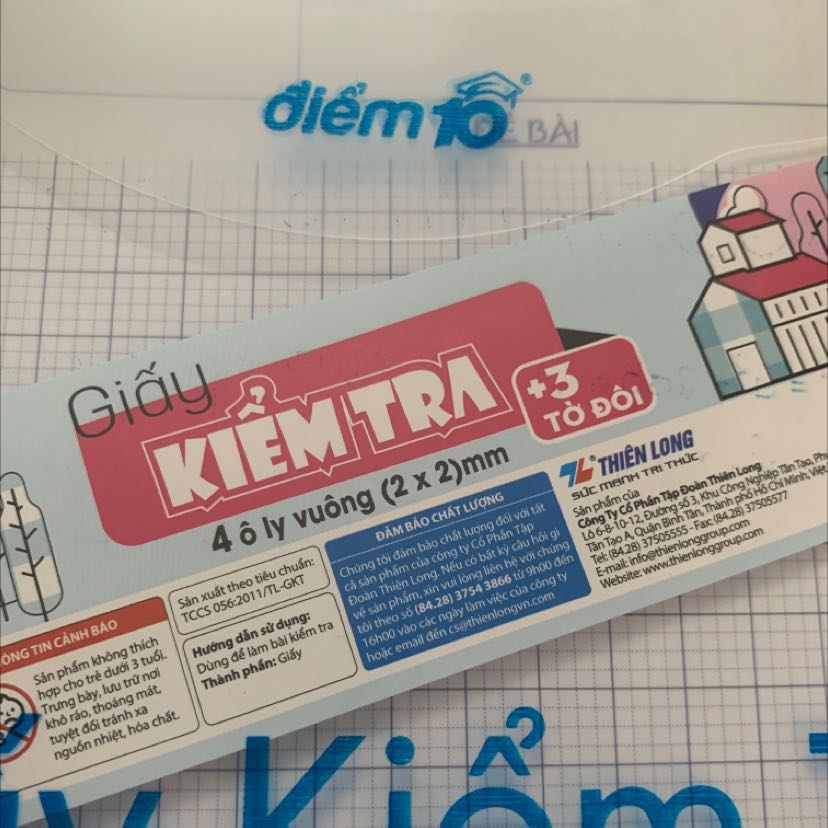 điểm 10®
ĐỀ BÀI
Giấy
KIỂM TRA
+3
TỜ ĐÔI
4 ô ly vuông (2 x 2)mm
TL® THIÊN LONG
SỨC MẠNH TRI THỨC
Sản phẩm của
Công Ty Cổ Phần Tập Đoàn Thiên Long
Lô 6-8-10-12, Đường số 3, Khu Công Nghiệp Tân Tạo,
Tân Tạo A, Quận Bình Tân, Thành phố Hồ Chí Minh, Việt
Tel: (84.28) 37505555 - Fax: (84.28) 37505577
E-mail: info@thienlonggroup.com
Website: www.thienlonggroup.com
ĐẢM BẢO CHẤT LƯỢNG
Chúng tôi đảm bảo chất lượng đối với tất
cả sản phẩm của công ty Cổ Phần Tập
Đoàn Thiên Long. Nếu có bất kỳ câu hỏi gì
về sản phẩm, xin vui lòng liên hệ với chúng
tôi theo số (84.28) 3754 3866 từ 9h00 đến
16h00 vào các ngày làm việc của công ty
hoặc email đến cs@thienlongvn.com
Sản xuất theo tiêu chuẩn:
TCCS 056:2011/TL-GKT
Hướng dẫn sử dụng:
Dùng để làm bài kiểm tra
Thành phần: Giấy
ÔNG TIN CẢNH BÁO
Sản phẩm không thích
hợp cho trẻ dưới 3 tuổi.
Trưng bày, lưu trữ nơi
khô ráo, thoáng mát,
tuyệt đối tránh xa
nguồn nhiệt, hóa chất.
Kiểm